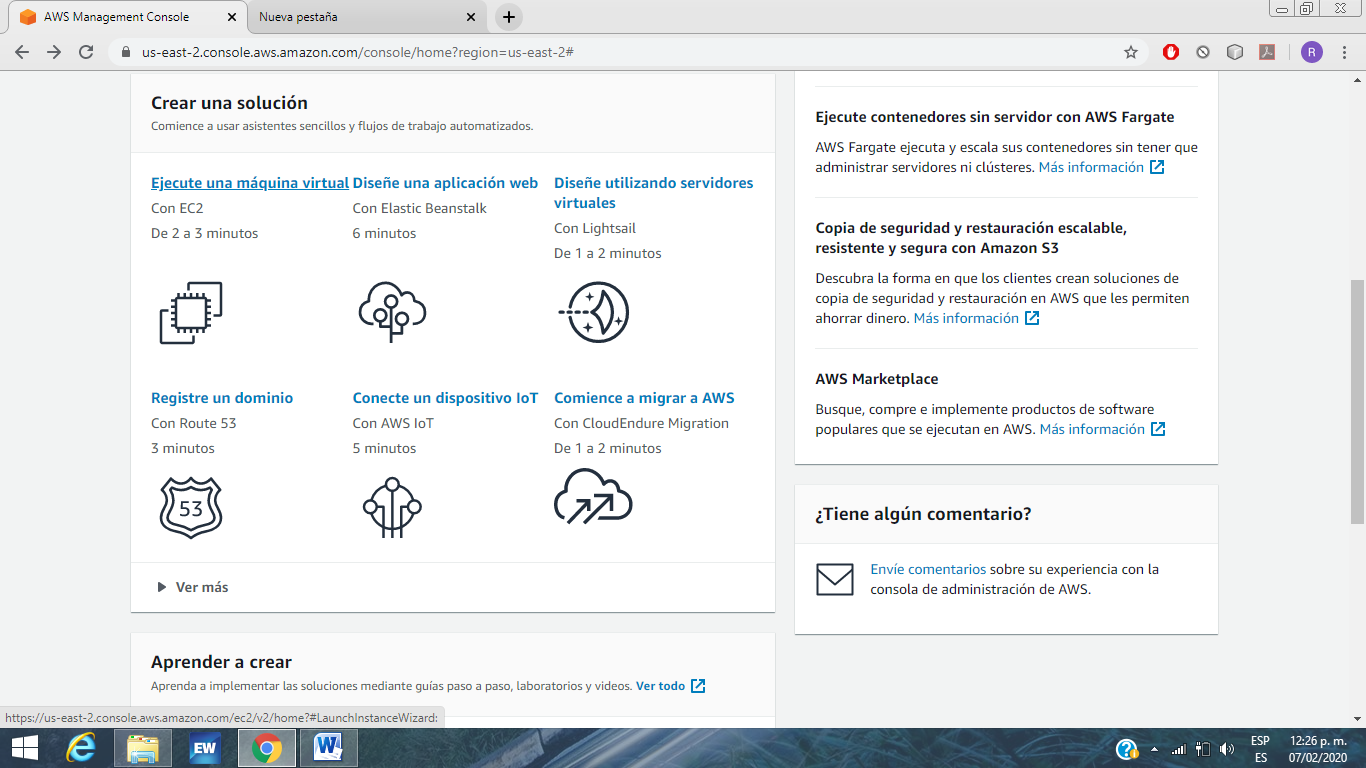 AWS Management Console
Nueva pestaña
us-east-2.console.aws.amazon.com/console/home?region=us-east-2#
R
Crear una solución
Comience a usar asistentes sencillos y flujos de trabajo automatizados.
Ejecute una máquina virtual
Con EC2
De 2 a 3 minutos
Diseñe una aplicación web
Con Elastic Beanstalk
6 minutos
Diseñe utilizando servidores
virtuales
Con Lightsail
De 1 a 2 minutos
Registre un dominio
Con Route 53
3 minutos
53
Conecte un dispositivo IoT
Con AWS IoT
5 minutos
Comience a migrar a AWS
Con CloudEndure Migration
De 1 a 2 minutos
Ver más
Aprender a crear
Aprenda a implementar las soluciones mediante guías paso a paso, laboratorios y videos. Ver todo
Ejecute contenedores sin servidor con AWS Fargate
AWS Fargate ejecuta y escala sus contenedores sin tener que
administrar servidores ni clústeres. Más información
Copia de seguridad y restauración escalable,
resistente y segura con Amazon S3
Descubra la forma en que los clientes crean soluciones de
copia de seguridad y restauración en AWS que les permiten
ahorrar dinero. Más información
AWS Marketplace
Busque, compre e implemente productos de software
populares que se ejecutan en AWS. Más información
¿Tiene algún comentario?
Envíe comentarios sobre su experiencia con la
consola de administración de AWS.
https://us-east-2.console.aws.amazon.com/ec2/v2/home?#LaunchInstanceWizard:
EW
W
ESP
ES
12:26 p. m.
07/02/2020